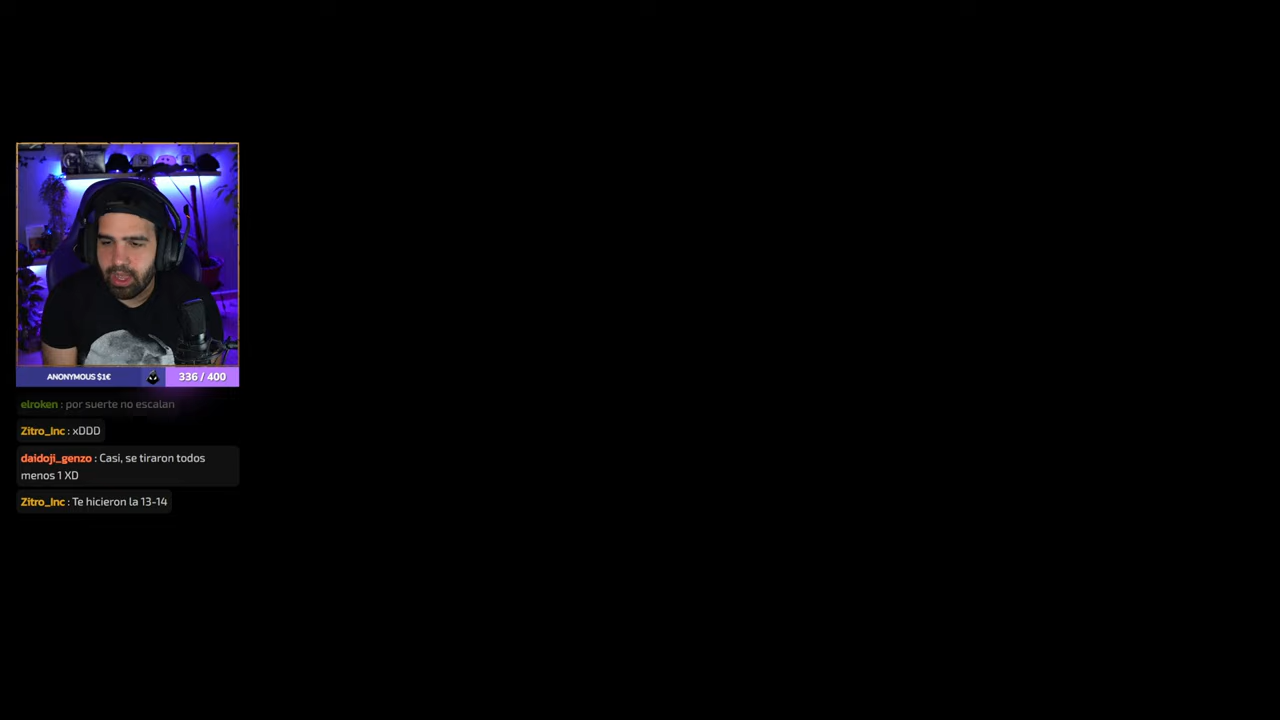 ANONYMOUS $1€
336 / 400
elroken : por suerte no escalan
Zitro_Inc : xDDD
daidoji_genzo : Casi, se tiraron todos
menos 1 XD
Zitro_Inc : Te hicieron la 13-14